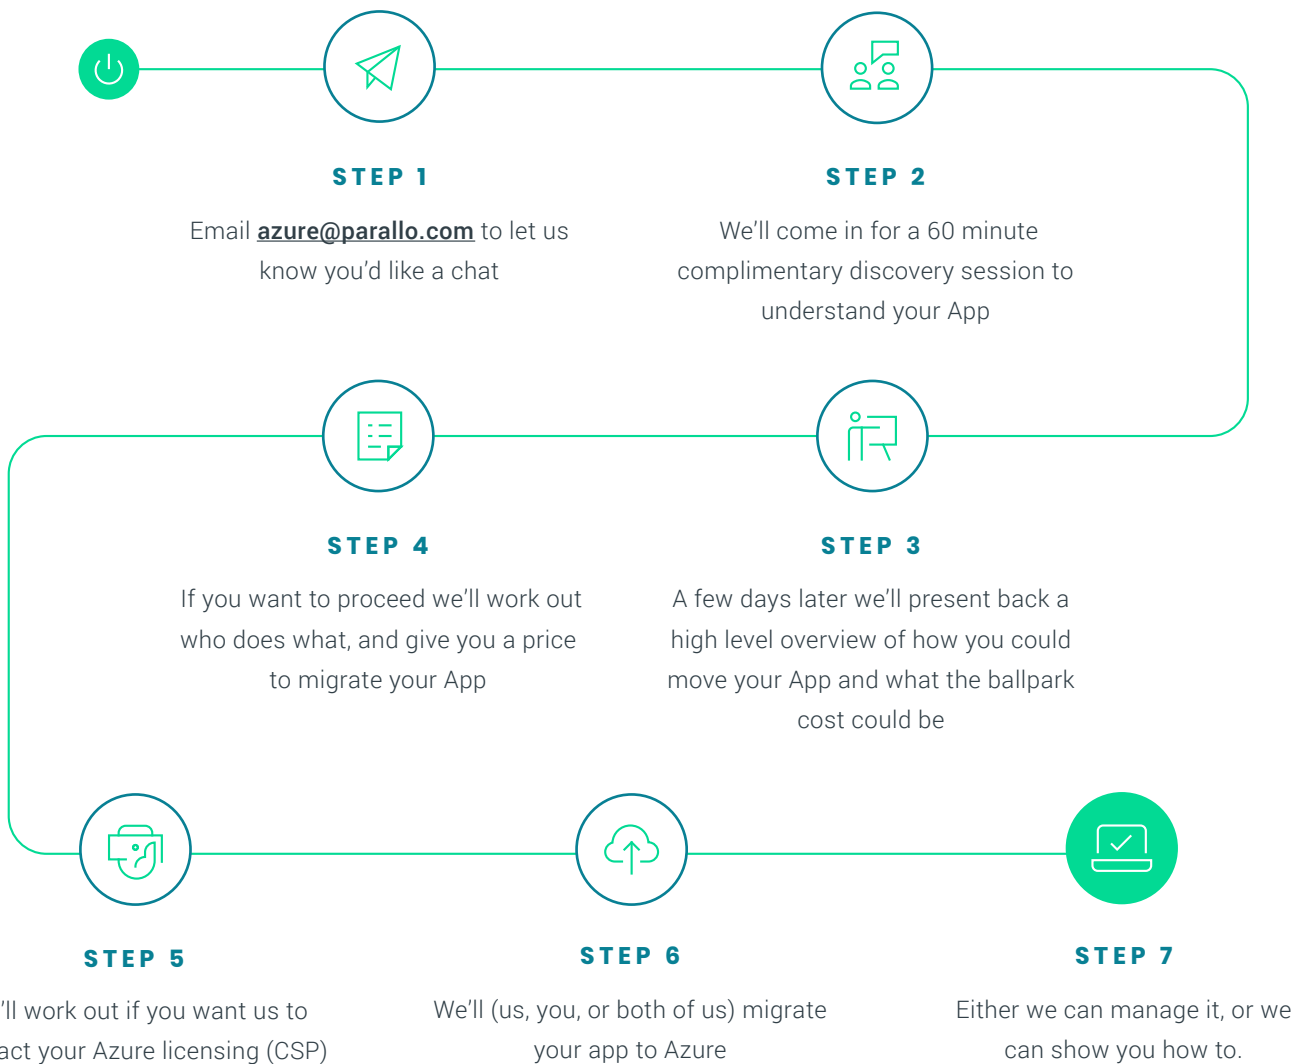 STEP 1
Email azure@parallo.com to let us
know you'd like a chat
STEP 2
We'll come in for a 60 minute
complimentary discovery session to
understand your App
STEP 3
A few days later we'll present back a
high level overview of how you could
move your App and what the ballpark
cost could be
STEP 4
If you want to proceed we'll work out
who does what, and give you a price
to migrate your App
STEP 5
'll work out if you want us to
your Azure licensing (CSP)
STEP 6
We'll (us, you, or both of us) migrate
your app to Azure
STEP 7
Either we can manage it, or we
can show you how to.